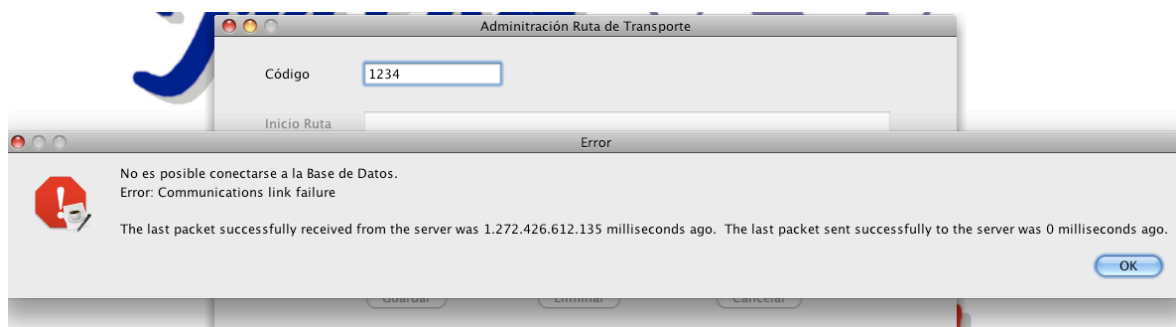 Adminitración Ruta de Transporte
Código
1234
Inicio Ruta
Error
No es posible conectarse a la Base de Datos.
Error: Communications link failure
The last packet successfully received from the server was 1.272.426.612.135 milliseconds ago.  The last packet sent successfully to the server was 0 milliseconds ago.
OK
Guardar Eliminar Cancelar